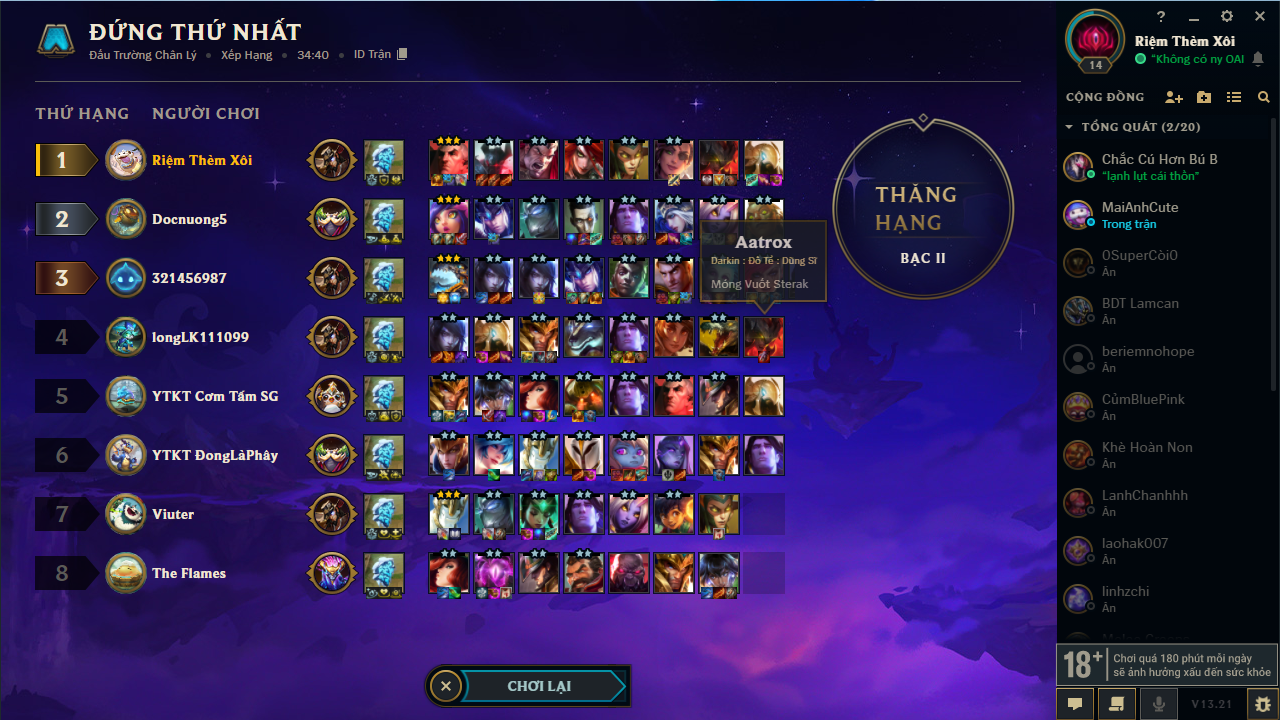 ĐỨNG THỨ NHẤT
Đấu Trường Chân Lý • Xếp Hạng • 34:40 • ID Trận
THỨ HẠNG NGƯỜI CHƠI
1 Riệm Thèm Xôi
2 Docnuong5
3 321456987
4 longLK111099
5 YTKT Cơm Tấm SG
6 YTKT ĐongLàPhây
7 Viuter
8 The Flames
Aatrox
Darkin : Đồ Tể : Dũng Sĩ
Móng Vuốt Sterak
THĂNG
HẠNG
BẠC II
CHƠI LẠI
?
14
Riệm Thèm Xôi
"Không có ny OAI
CỘNG ĐỒNG
TỔNG QUÁT (2/20)
Chắc Cú Hơn Bú B
"lạnh lụt cái thồn"
MaiAnhCute
Trong trận
0SuperCòi0
Ẩn
BDT Lamcan
Ẩn
beriemnohope
Ẩn
CủmBluePink
Ẩn
Khè Hoàn Non
Ẩn
LanhChanhhh
Ẩn
laohak007
Ẩn
linhzchi
Ẩn
18+
Chơi quá 180 phút mỗi ngày
sẽ ảnh hưởng xấu đến sức khỏe
V13.21